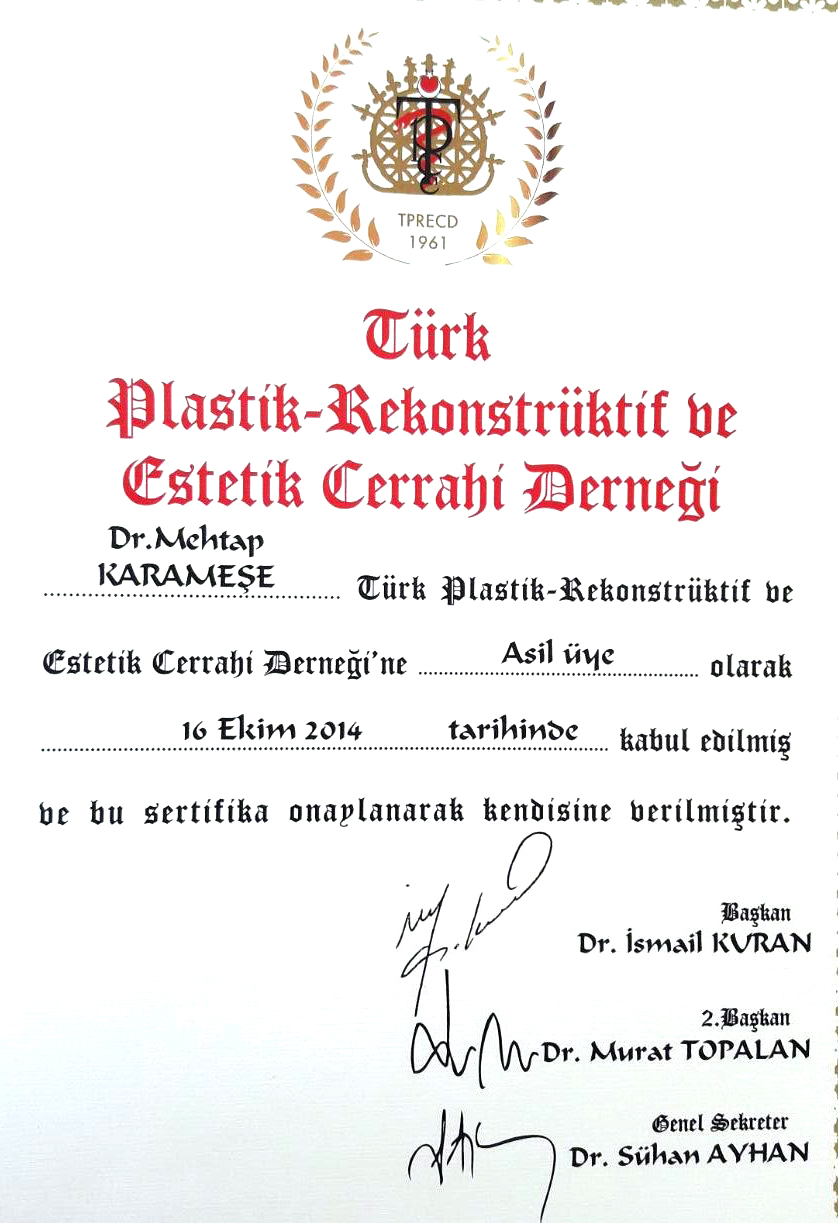 TPRECD
1961
Türk
Plastik-Rekonstrüktif ve
Estetik Cerrahi Derneği
Dr.Mehtap
KARAMEŞE Türk Plastik-Rekonstrüktif ve
Estetik Cerrahi Derneği'ne Asil üye olarak
16 Ekim 2014 tarihinde kabul edilmiş
ve bu sertifika onaylanarak kendisine verilmiştir.
Başkan
Dr. İsmail KURAN
2.Başkan
Dr. Murat TOPALAN
Genel Sekreter
Dr. Sühan AYHAN